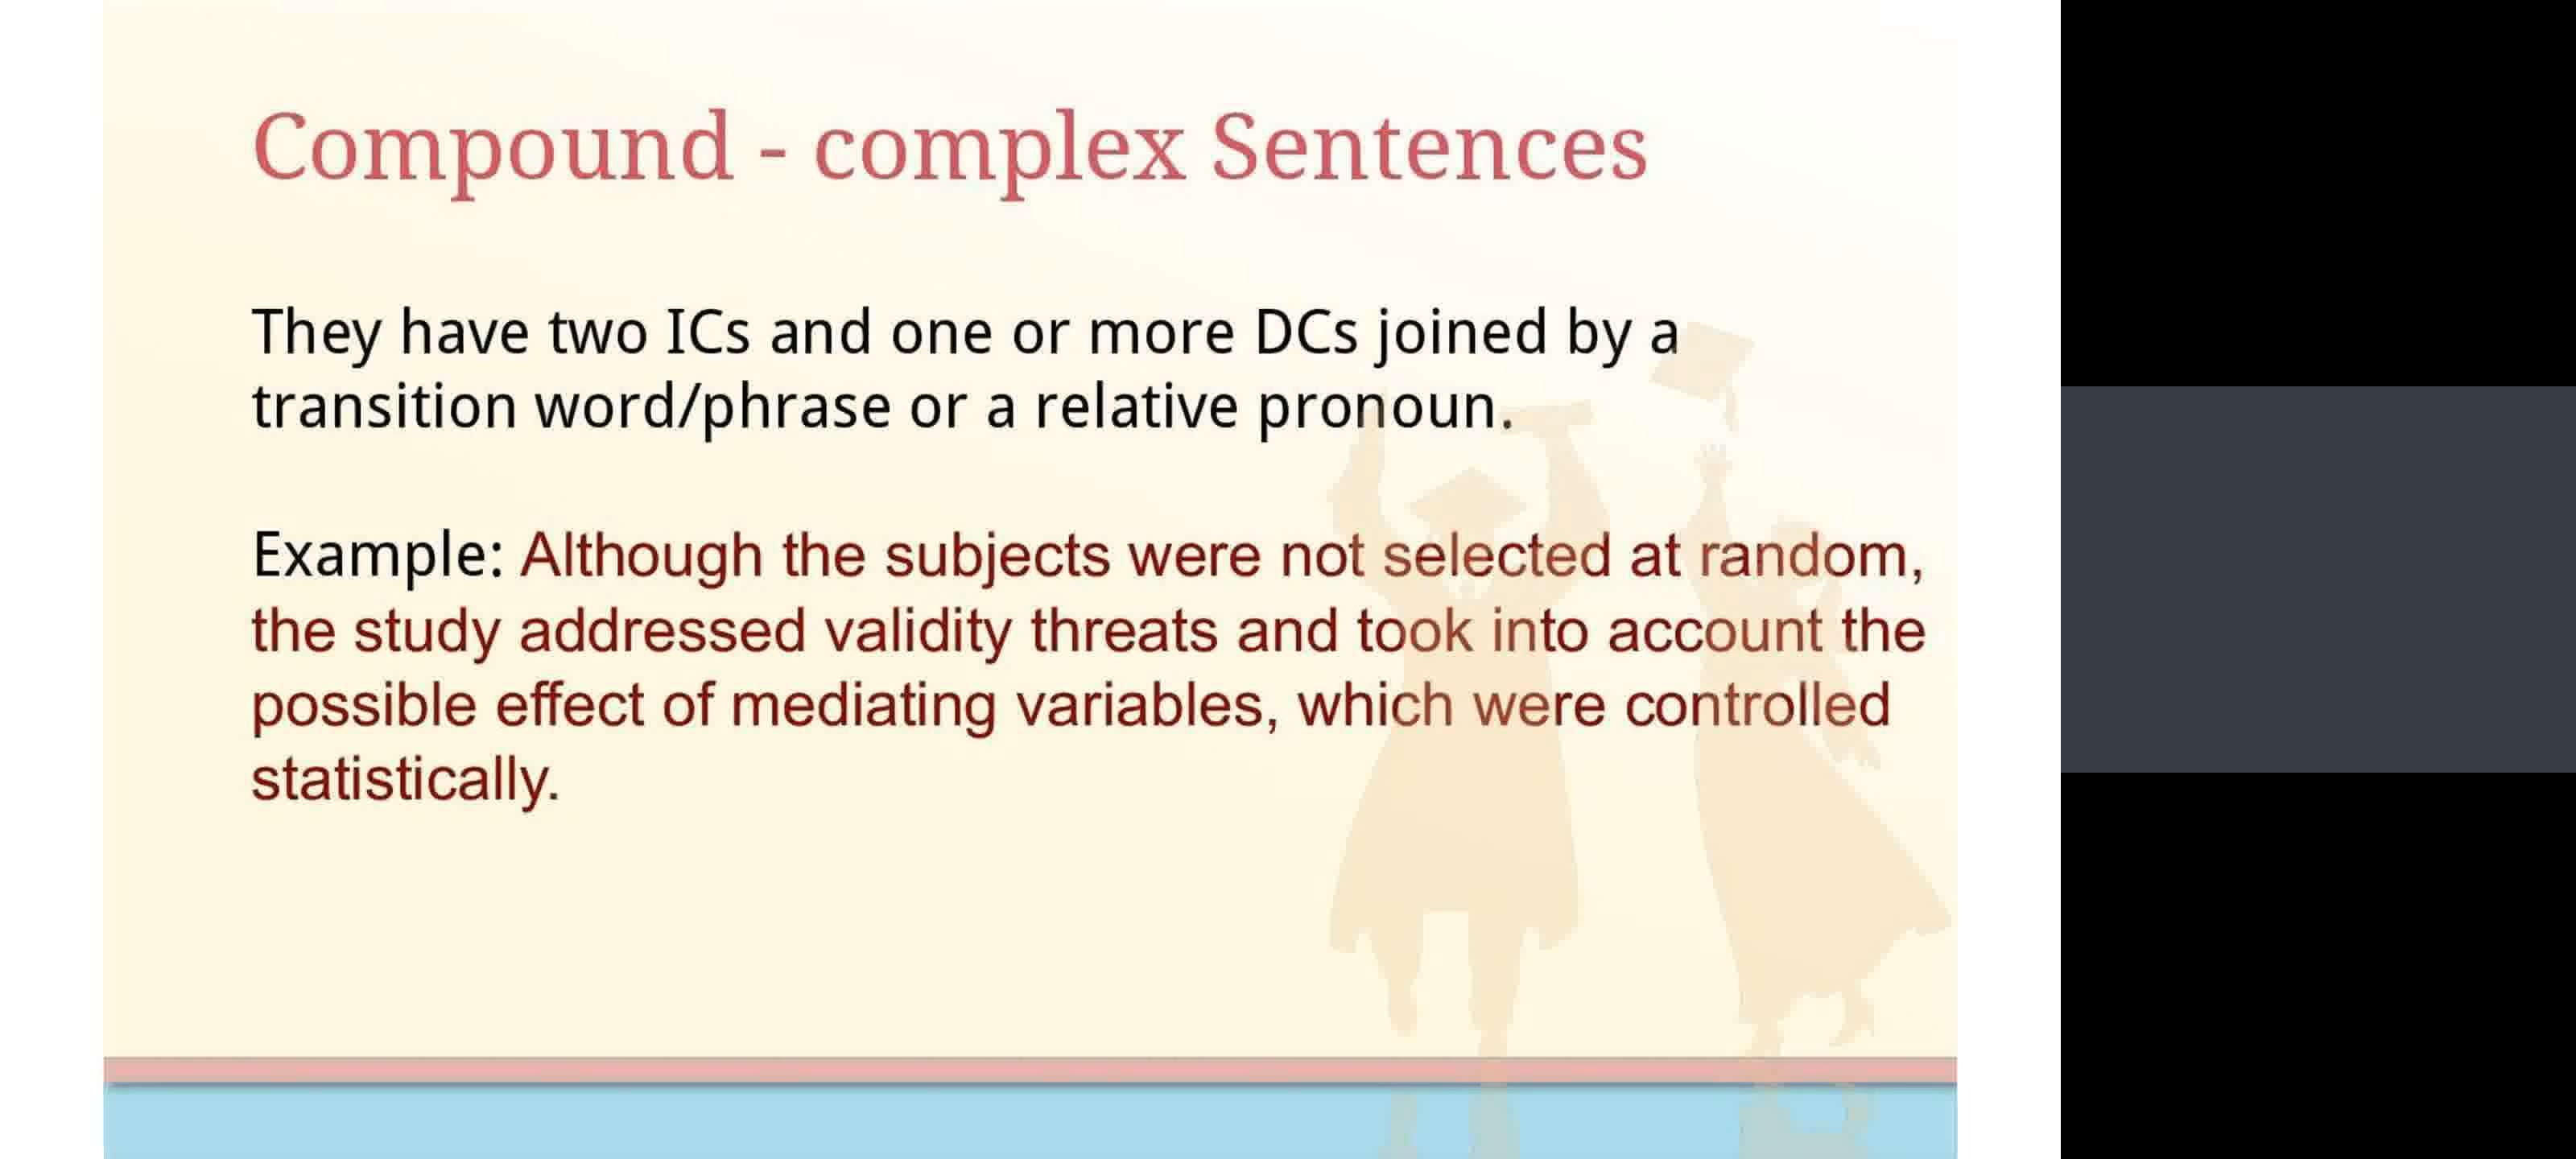 Compound - complex Sentences
They have two ICs and one or more DCs joined by a
transition word/phrase or a relative pronoun.
Example: Although the subjects were not selected at random,
the study addressed validity threats and took into account the
possible effect of mediating variables, which were controlled
statistically.